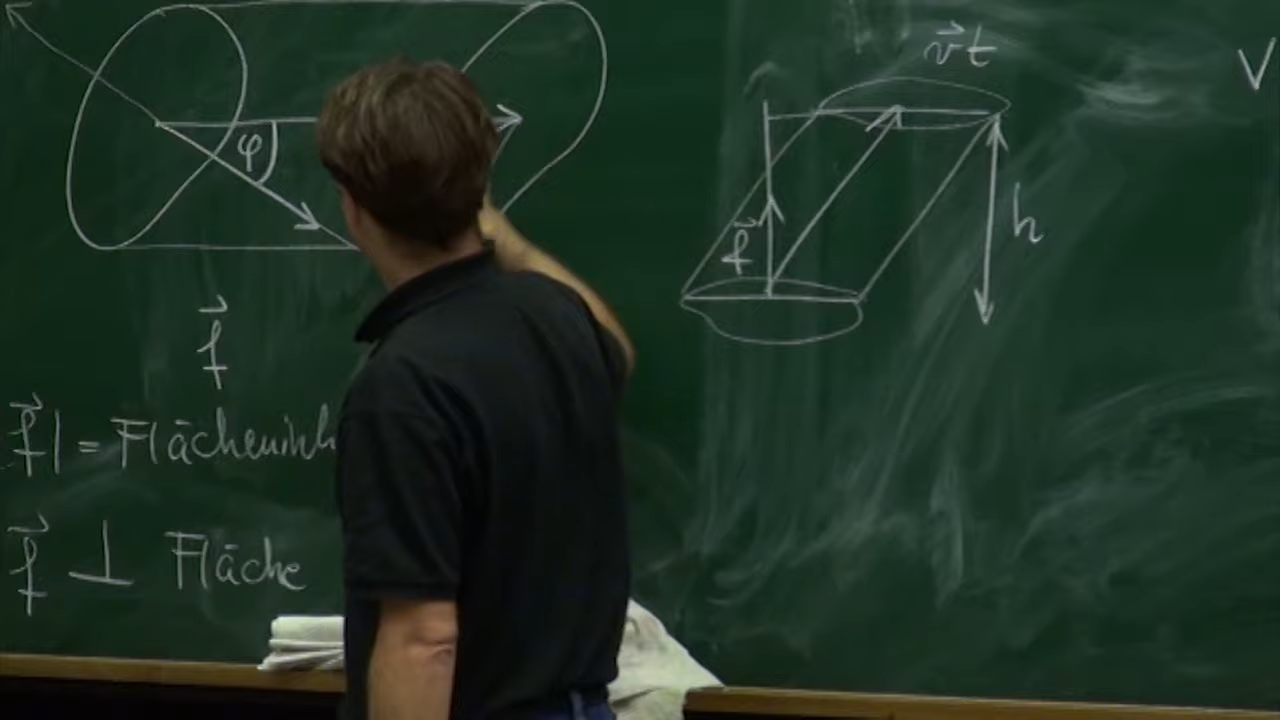 φ
f⃗
f⃗| = Flächeninh
f⃗ ⊥ Fläche
v⃗t
f⃗
h
V